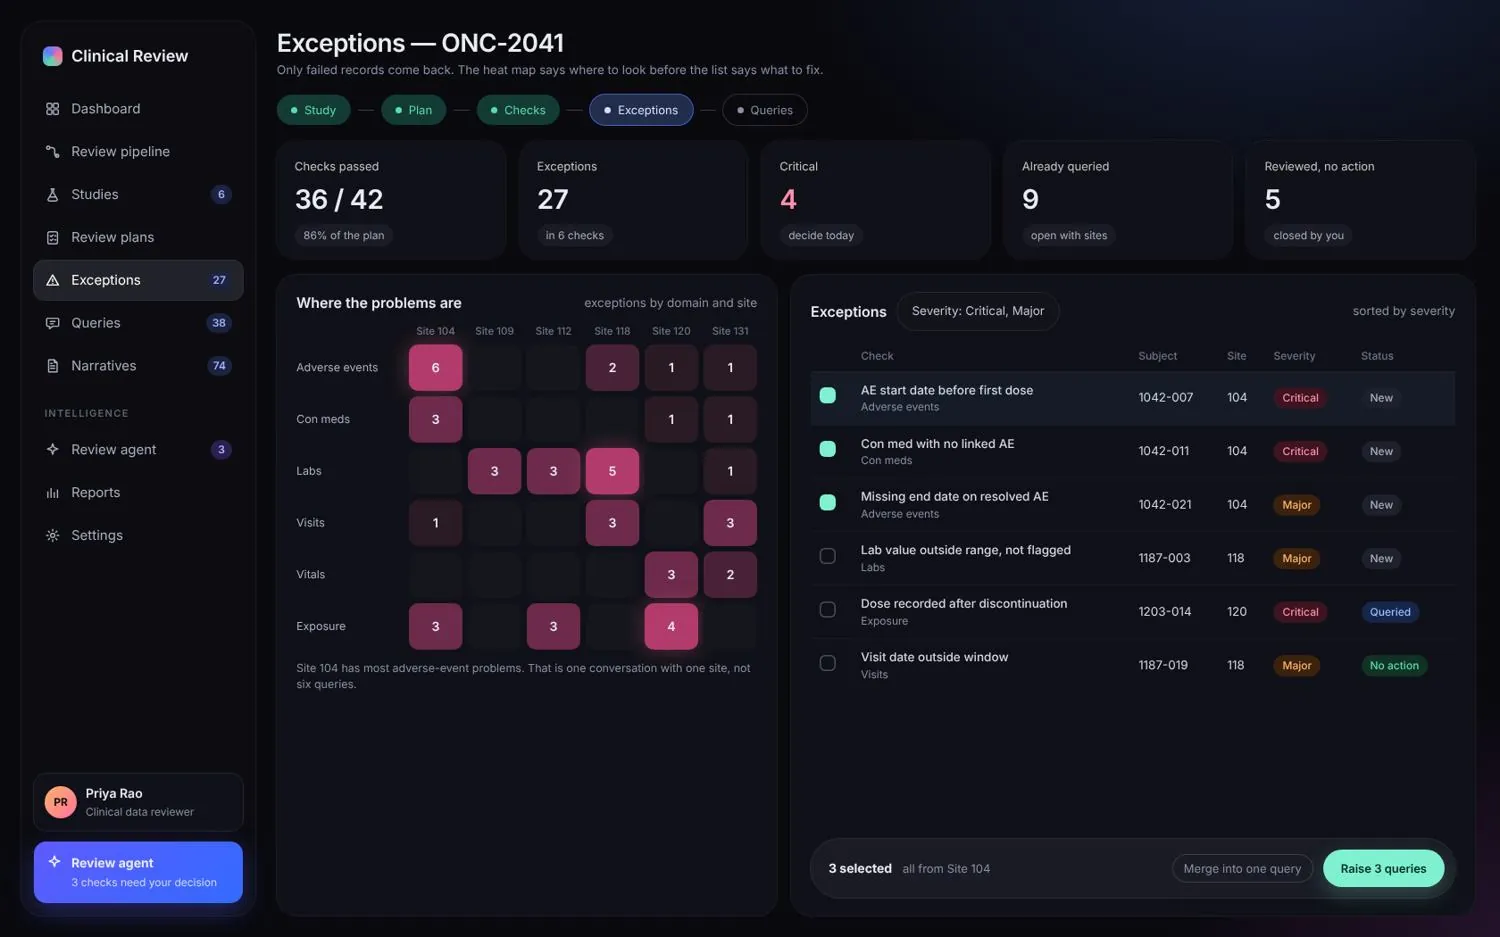 Clinical Review
Dashboard
Review pipeline
Studies 6
Review plans
Exceptions 27
Queries 38
Narratives 74
INTELLIGENCE
Review agent 3
Reports
Settings
PR
Priya Rao
Clinical data reviewer
Review agent
3 checks need your decision
Exceptions — ONC-2041
Only failed records come back. The heat map says where to look before the list says what to fix.
Study Plan Checks Exceptions Queries
Checks passed
36 / 42
86% of the plan
Exceptions
27
in 6 checks
Critical
4
decide today
Already queried
9
open with sites
Reviewed, no action
5
closed by you
Where the problems are exceptions by domain and site
Site 104 Site 109 Site 112 Site 118 Site 120 Site 131
Adverse events 6 2 1 1
Con meds 3 1 1
Labs 3 3 5 1
Visits 1 3 3
Vitals 3 2
Exposure 3 3 4
Site 104 has most adverse-event problems. That is one conversation with one site, not
six queries.
Exceptions Severity: Critical, Major sorted by severity
Check Subject Site Severity Status
AE start date before first dose 1042-007 104 Critical New
Adverse events
Con med with no linked AE 1042-011 104 Critical New
Con meds
Missing end date on resolved AE 1042-021 104 Major New
Adverse events
Lab value outside range, not flagged 1187-003 118 Major New
Labs
Dose recorded after discontinuation 1203-014 120 Critical Queried
Exposure
Visit date outside window 1187-019 118 Major No action
Visits
3 selected all from Site 104 Merge into one query Raise 3 queries